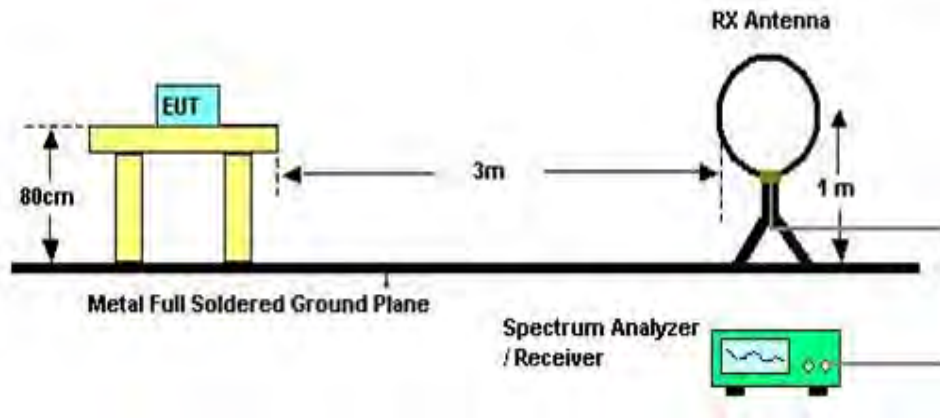 RX Antenna
EUT
80cm
3m
1 m
Metal Full Soldered Ground Plane
Spectrum Analyzer
/ Receiver